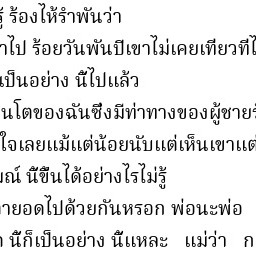 ร้องไห้รำพันว่า
ไป ร้อยวันพันปีเขาไม่เคยเที่ยวที่
เป็นอย่าง นี้ไปแล้ว
โตของฉันซึ่งมีท่าทางของผู้ชาย
ใจเลยแม้แต่น้อยนับแต่เห็นเขาแต่
นี้ขึ้นได้อย่างไรไม่รู้
ายอดไปด้วยกันหรอก พ่อนะพ่อ
นี้ก็เป็นอย่าง นี้แหละ แม่ว่า ก